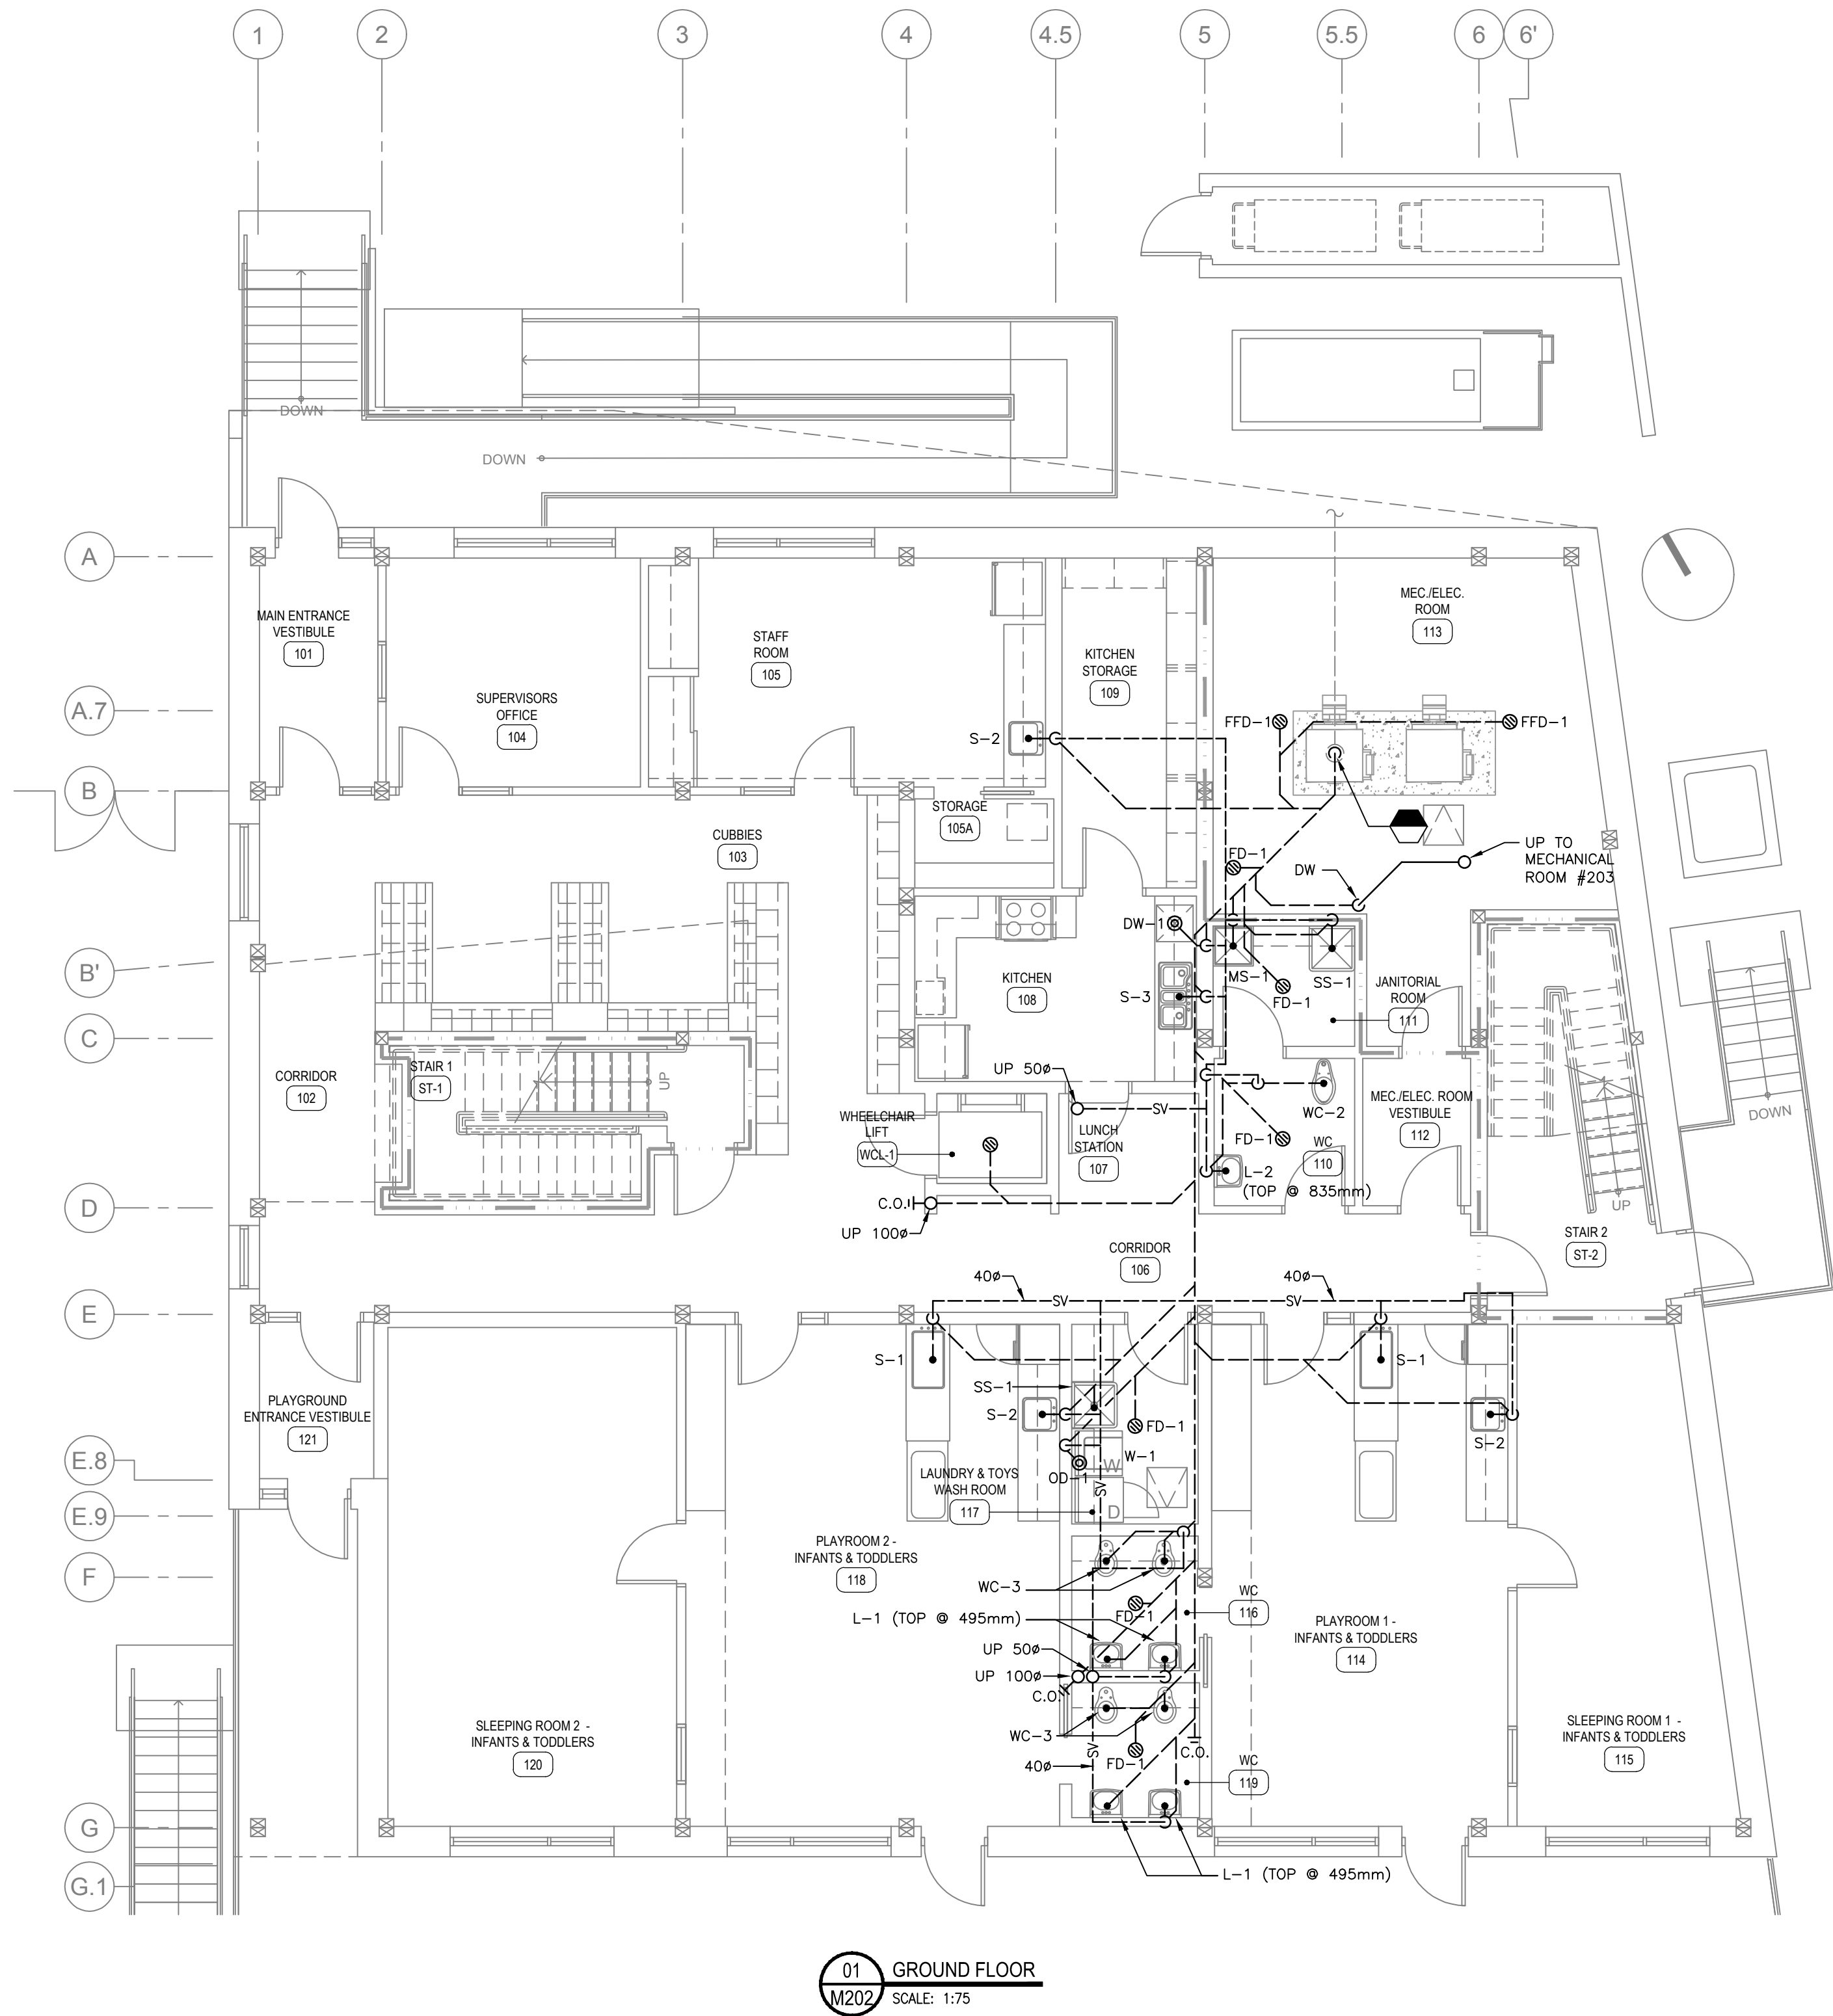 1
2
3
4
4.5
5
5.5
6
6'
DOWN
DOWN
A
MAIN ENTRANCE
VESTIBULE
101
SUPERVISORS
OFFICE
104
STAFF
ROOM
105
KITCHEN
STORAGE
109
MEC./ELEC.
ROOM
113
A.7
S-2
FFD-1
FFD-1
B
STORAGE
105A
CUBBIES
103
FD-1
DW
UP TO
MECHANICAL
ROOM #203
B'
DW-1
MS-1
SS-1
FD-1
KITCHEN
108
S-3
JANITORIAL
ROOM
111
C
CORRIDOR
102
STAIR 1
ST-1
UP
UP 50ø
SV
WC-2
MEC./ELEC. ROOM
VESTIBULE
112
DOWN
WHEELCHAIR
LIFT
WCL-1
LUNCH
STATION
107
FD-1
WC
110
L-2
(TOP @ 835mm)
D
C.O.
UP 100ø
UP
STAIR 2
ST-2
CORRIDOR
106
40ø
SV
40ø
SV
E
S-1
S-1
SS-1
S-2
FD-1
S-2
PLAYGROUND
ENTRANCE VESTIBULE
121
E.8
W-1
W
OD-1
SV
LAUNDRY & TOYS
WASH ROOM
117
D
E.9
PLAYROOM 2 -
INFANTS & TODDLERS
118
F
WC-3
FD-1
WC
116
L-1 (TOP @ 495mm)
PLAYROOM 1 -
INFANTS & TODDLERS
114
UP 50ø
UP 100ø
C.O.
SLEEPING ROOM 2 -
INFANTS & TODDLERS
120
WC-3
SV
40ø
FD-1
C.O.
WC
119
SLEEPING ROOM 1 -
INFANTS & TODDLERS
115
G
L-1 (TOP @ 495mm)
G.1
01
M202
GROUND FLOOR
SCALE: 1:75